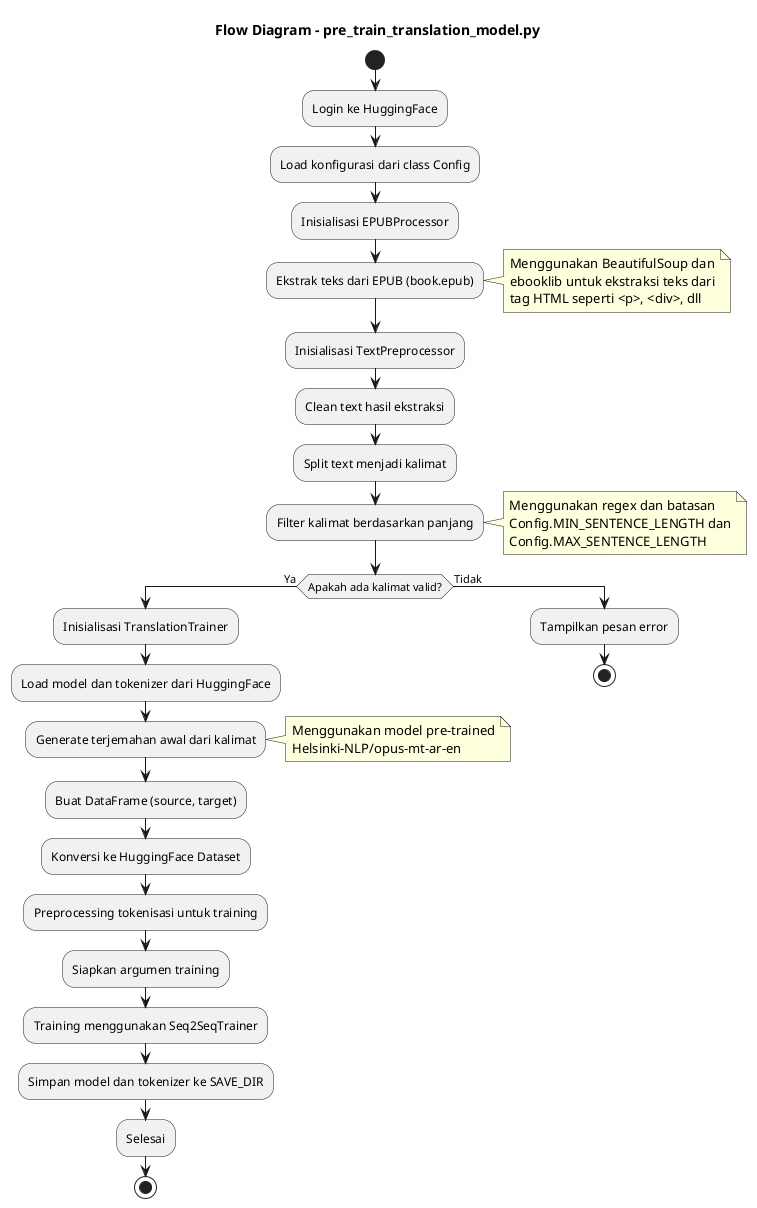 Flow Diagram - pre_train_translation_model.py
Login ke HuggingFace
Load konfigurasi dari class Config
Inisialisasi EPUBProcessor
Ekstrak teks dari EPUB (book.epub)
Menggunakan BeautifulSoup dan
ebooklib untuk ekstraksi teks dari
tag HTML seperti <p>, <div>, dll
Inisialisasi TextPreprocessor
Clean text hasil ekstraksi
Split text menjadi kalimat
Filter kalimat berdasarkan panjang
Menggunakan regex dan batasan
Config.MIN_SENTENCE_LENGTH dan
Config.MAX_SENTENCE_LENGTH
Apakah ada kalimat valid?
Ya
Tidak
Inisialisasi TranslationTrainer
Tampilkan pesan error
Load model dan tokenizer dari HuggingFace
Generate terjemahan awal dari kalimat
Menggunakan model pre-trained
Helsinki-NLP/opus-mt-ar-en
Buat DataFrame (source, target)
Konversi ke HuggingFace Dataset
Preprocessing tokenisasi untuk training
Siapkan argumen training
Training menggunakan Seq2SeqTrainer
Simpan model dan tokenizer ke SAVE_DIR
Selesai